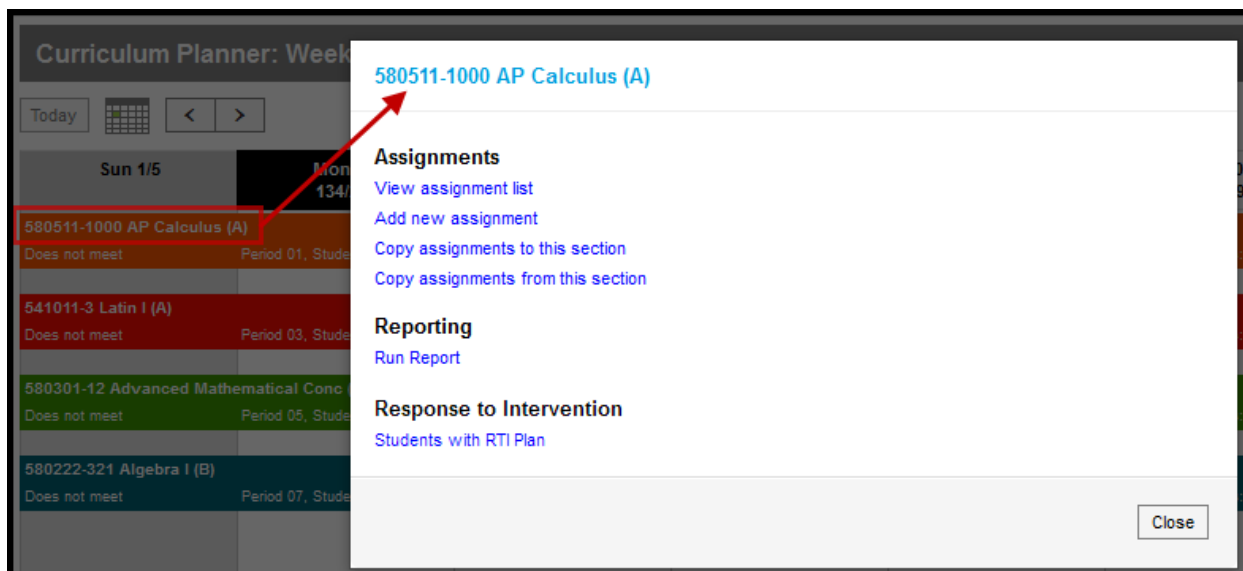 Curriculum Planner: Week
580511-1000 AP Calculus (A)
Today
< >
Sun 1/5
Mon
134/
580511-1000 AP Calculus (A)
Does not meet
Period 01, Stude
541011-3 Latin I (A)
Does not meet
Period 03, Stude
580301-12 Advanced Mathematical Conc (
Does not meet
Period 05, Stude
580222-321 Algebra I (B)
Does not meet
Period 07, Stude
Assignments
View assignment list
Add new assignment
Copy assignments to this section
Copy assignments from this section
Reporting
Run Report
Response to Intervention
Students with RTI Plan
Close